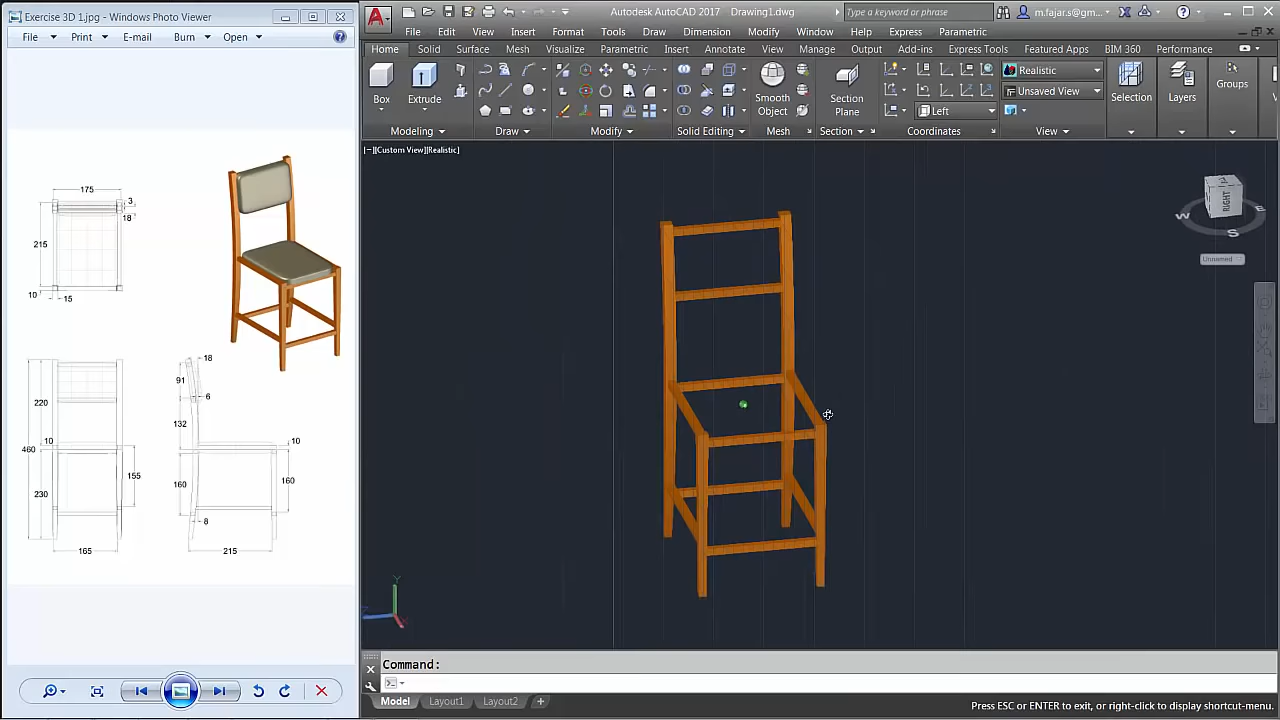 Exercise 3D 1.jpg - Windows Photo Viewer
File Print E-mail Burn Open
175
3
18
215
10 15
18
91
6
220
132
10
10
460
155
160
160
230
8
165
215
Autodesk AutoCAD 2017 Drawing1.dwg
Type a keyword or phrase
m.fajar.s@gm...
File Edit View Insert Format Tools Draw Dimension Modify Window Help Express Parametric
Home Solid Surface Mesh Visualize Parametric Insert Annotate View Manage Output Add-ins Express Tools Featured Apps BIM 360 Performance
Box
Extrude
Smooth
Object
Section
Plane
Left
Realistic
Unsaved View
Selection
Layers
Groups
Modeling Draw Modify Solid Editing Mesh Section Coordinates View
[−][Custom View][Realistic]
RIGHT
W
S
Unnamed
Y
Command:
Model Layout1 Layout2 +
Press ESC or ENTER to exit, or right-click to display shortcut-menu.